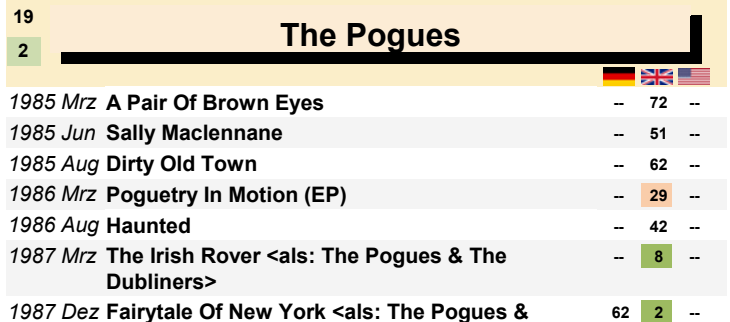 19
The Pogues
2
1985 Mrz A Pair Of Brown Eyes -- 72 --
1985 Jun Sally Maclennane -- 51 --
1985 Aug Dirty Old Town -- 62 --
1986 Mrz Poguetry In Motion (EP) -- 29 --
1986 Aug Haunted -- 42 --
1987 Mrz The Irish Rover <als: The Pogues & The -- 8 --
Dubliners>
1987 Dez Fairytale Of New York <als: The Pogues & 62 2 --